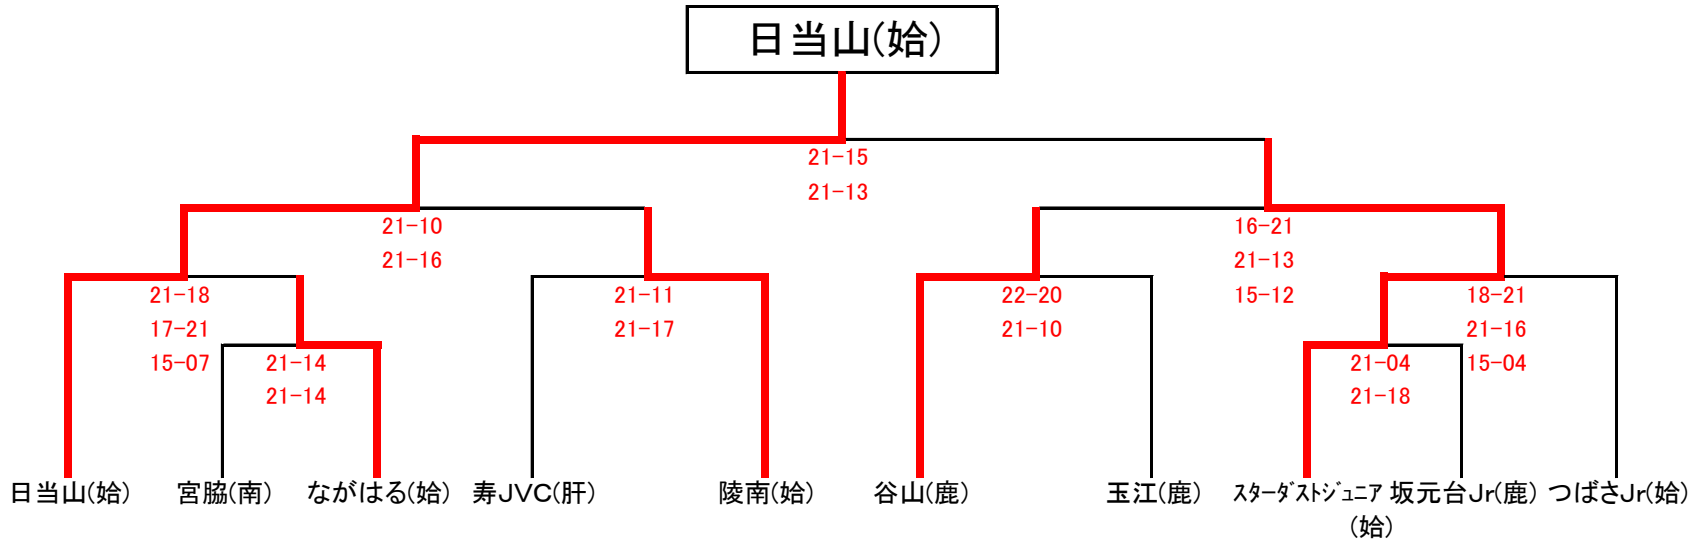 日当山(姶)
21-15
21-13
21-10
21-16
16-21
21-13
15-12
21-18
17-21
15-07
21-11
21-17
22-20
21-10
18-21
21-16
15-04
21-14
21-14
21-04
21-18
日当山(姶)
宮脇(南)
ながはる(姶)
寿JVC(肝)
陵南(姶)
谷山(鹿)
玉江(鹿)
ｽﾀｰﾀﾞｽﾄｼﾞｭﾆｱ
(姶)
坂元台Jr(鹿)
つばさJr(姶)